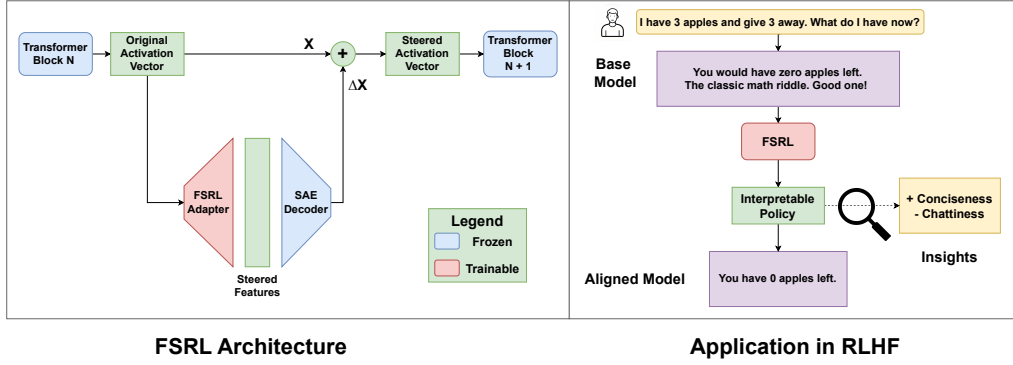 Transformer
Block N
Original
Activation
Vector
X
+
Steered
Activation
Vector
Transformer
Block
N + 1
ΔX
FSRL
Adapter
SAE
Decoder
Steered
Features
Legend
Frozen
Trainable
FSRL Architecture
I have 3 apples and give 3 away. What do I have now?
Base
Model
You would have zero apples left.
The classic math riddle. Good one!
FSRL
Interpretable
Policy
+ Conciseness
- Chattiness
Insights
Aligned Model
You have 0 apples left.
Application in RLHF